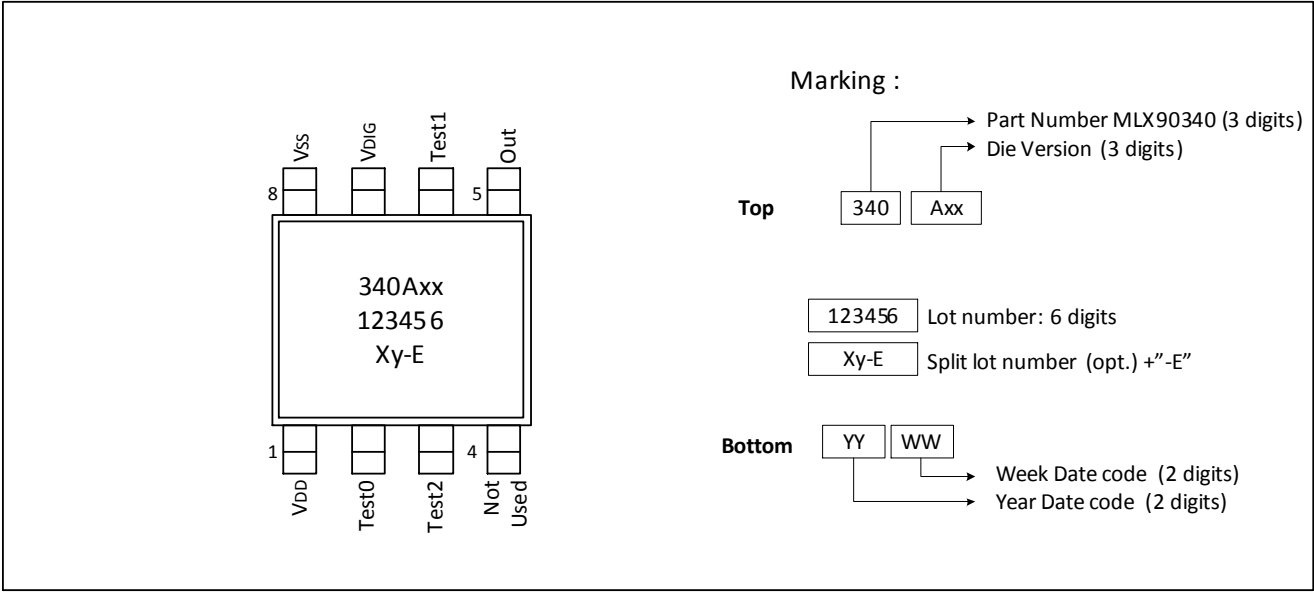 Marking :
Part Number MLX90340 (3 digits)
Die Version (3 digits)
Top 340 Axx
123456 Lot number: 6 digits
Xy-E Split lot number (opt.) +”-E”
Bottom YY WW
Week Date code (2 digits)
Year Date code (2 digits)
VSS
VDIG
Test1
Out
8
5
340Axx
123456
Xy-E
1
4
VDD
Test0
Test2
Not
Used